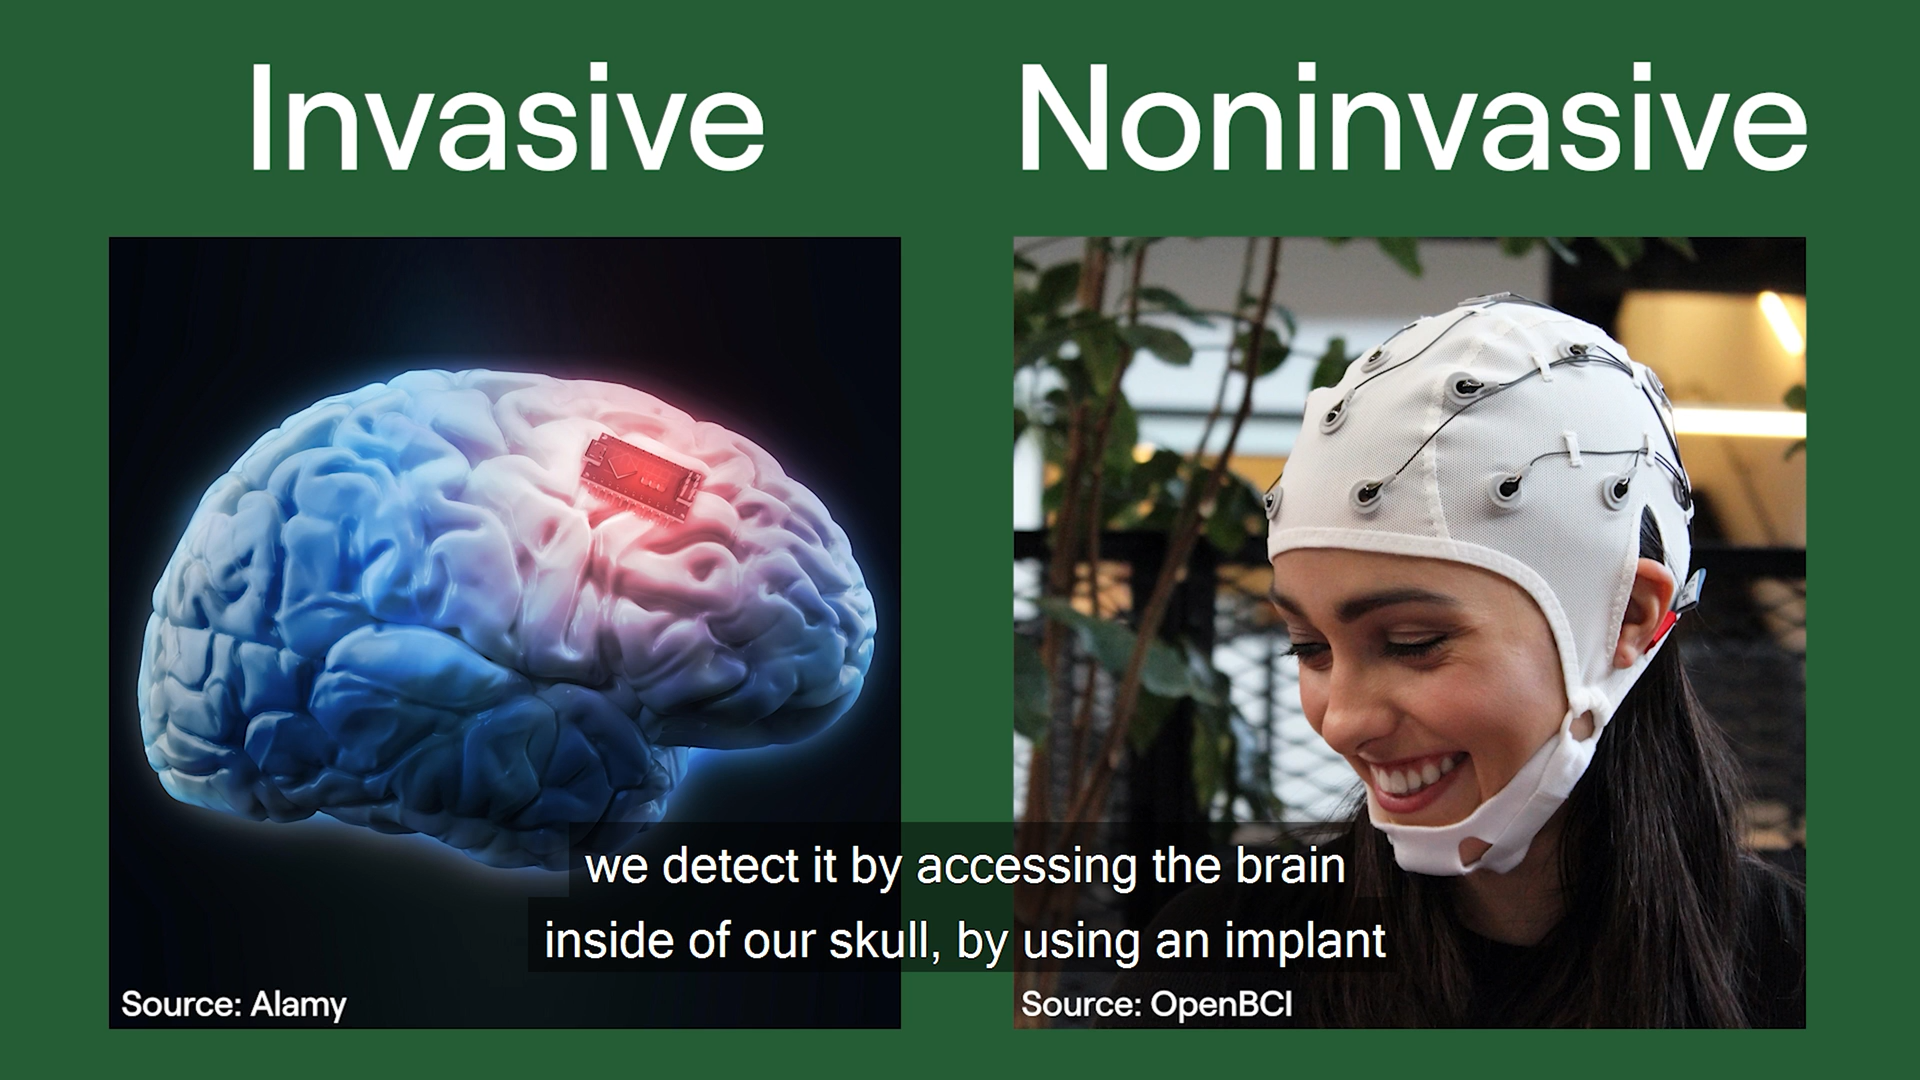 Invasive
Noninvasive
we detect it by accessing the brain
inside of our skull, by using an implant
Source: Alamy
Source: OpenBCI